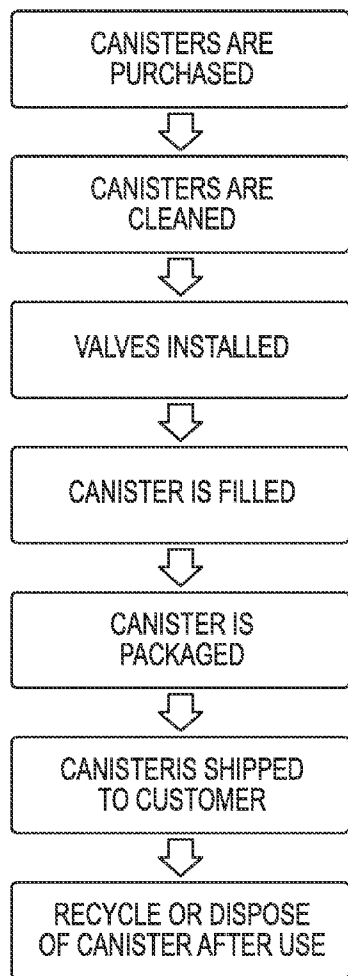 CANISTERS ARE
PURCHASED
CANISTERS ARE
CLEANED
VALVES INSTALLED
CANISTER IS FILLED
CANISTER IS
PACKAGED
CANISTERIS SHIPPED
TO CUSTOMER
RECYCLE OR DISPOSE
OF CANISTER AFTER USE